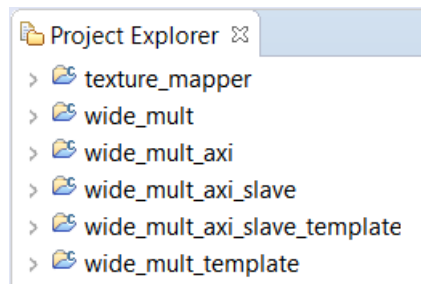 Project Explorer
texture_mapper
wide_mult
wide_mult_axi
wide_mult_axi_slave
wide_mult_axi_slave_template
wide_mult_template